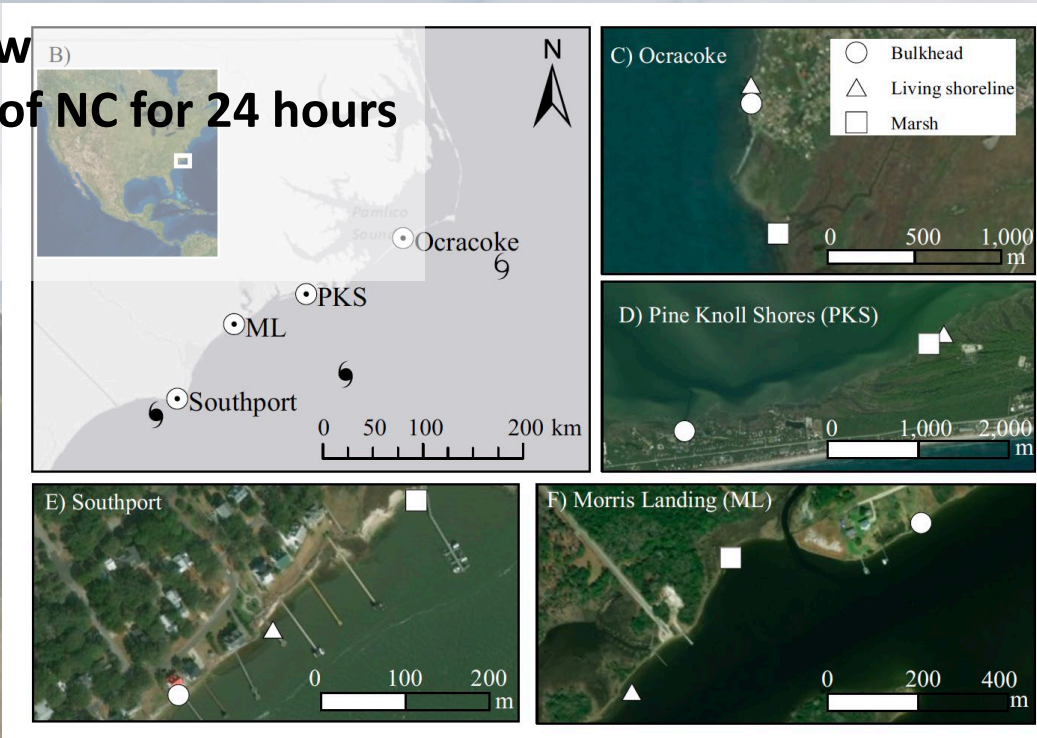 w
of NC for 24 hours
B)
N
Pamlico
Sound
Ocracoke
PKS
ML
Southport
0 50 100 200 km
C) Ocracoke
Bulkhead
Living shoreline
Marsh
0 500 1,000
m
D) Pine Knoll Shores (PKS)
0 1,000 2,000
m
E) Southport
0 100 200
m
F) Morris Landing (ML)
0 200 400
m